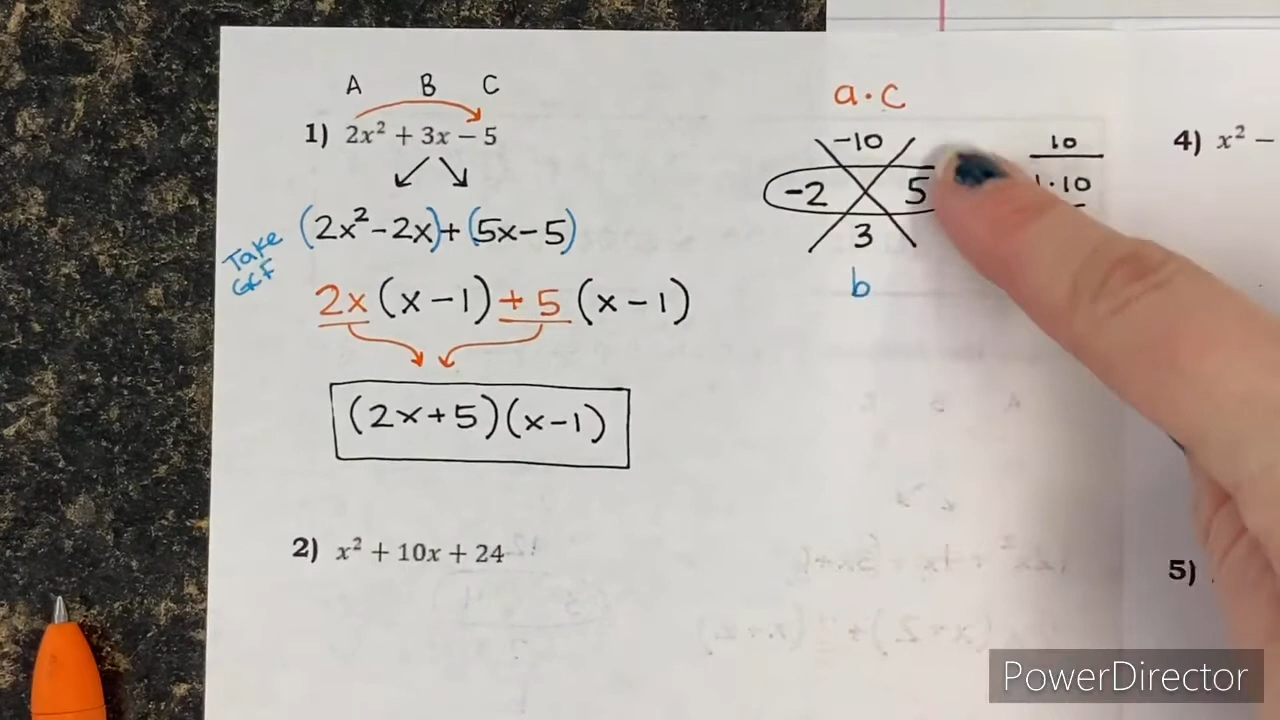 A B C
1) 2x² + 3x − 5
(2x² − 2x) + (5x − 5)
Take
GCF
2x (x − 1) + 5 (x − 1)
(2x + 5)(x − 1)
2) x² + 10x + 24
a · c
−10
−2 5
3
b
10
1 · 10
4) x² −
5)
PowerDirector